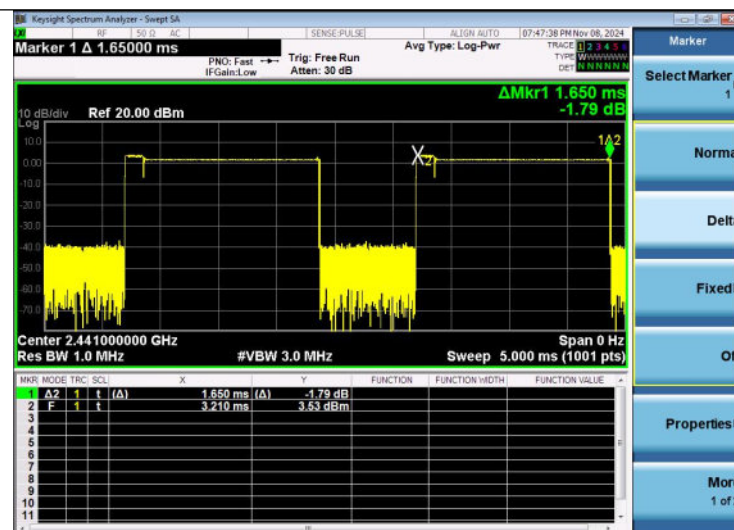 Keysight Spectrum Analyzer - Swept SA
RF 50 Ω AC SENSE:PULSE ALIGN AUTO 07:47:38 PM Nov 08, 2024
Marker 1 Δ 1.65000 ms
PNO: Fast
IFGain:Low
Trig: Free Run
Atten: 30 dB
Avg Type: Log-Pwr
TRACE 1 2 3 4 5 6
TYPE W
DET N N N N N N
ΔMkr1 1.650 ms
-1.79 dB
10 dB/div Ref 20.00 dBm
Log
10.0
0.00
-10.0
-20.0
-30.0
-40.0
-50.0
-60.0
-70.0
X2
1Δ2
Center 2.441000000 GHz Span 0 Hz
Res BW 1.0 MHz #VBW 3.0 MHz Sweep 5.000 ms (1001 pts)
MKR MODE TRC SCL X Y FUNCTION FUNCTION WIDTH FUNCTION VALUE
1 Δ2 1 t (Δ) 1.650 ms (Δ) -1.79 dB
2 F 1 t 3.210 ms 3.53 dBm
3
4
5
6
7
8
9
10
11
Marker
Select Marker
1
Norma
Delta
Fixed
Of
Properties
More
1 of